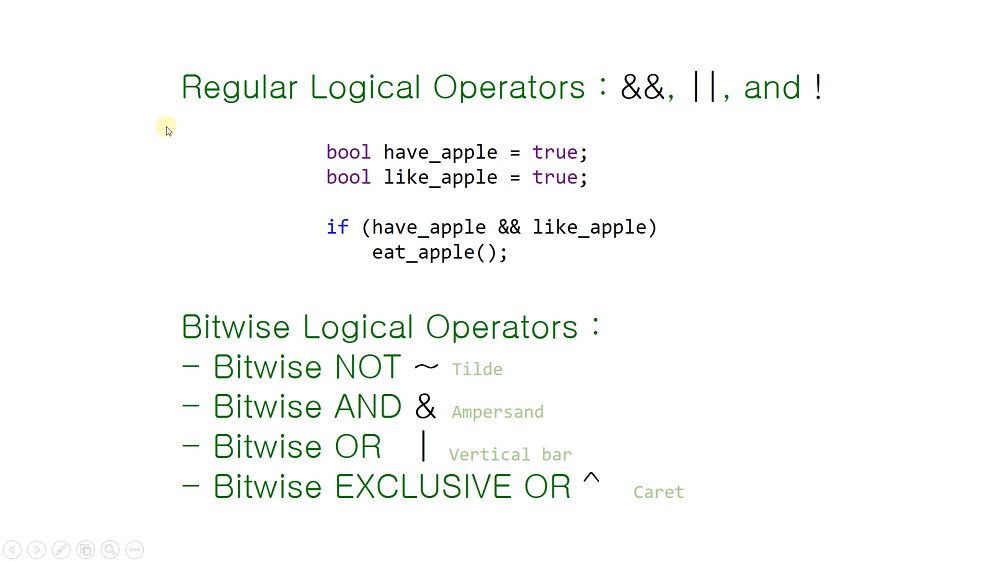 Regular Logical Operators : &&, ||, and !
bool have_apple = true;
bool like_apple = true;
if (have_apple && like_apple)
    eat_apple();
Bitwise Logical Operators :
- Bitwise NOT ~ Tilde
- Bitwise AND & Ampersand
- Bitwise OR | Vertical bar
- Bitwise EXCLUSIVE OR ^ Caret